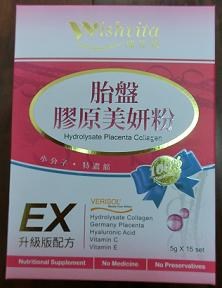 Wishvita
胎盤
膠原美妍粉
Hydrolysate Placenta Collagen
小分子・特濃縮
100%
EX
升級版配方
VERISOL
Hydrolysate Collagen
Germany Placenta
Hyaluronic Acid
Vitamin C
Vitamin E
5g X 15 set
Nutritional Supplement
No Medicine
No Preservatives